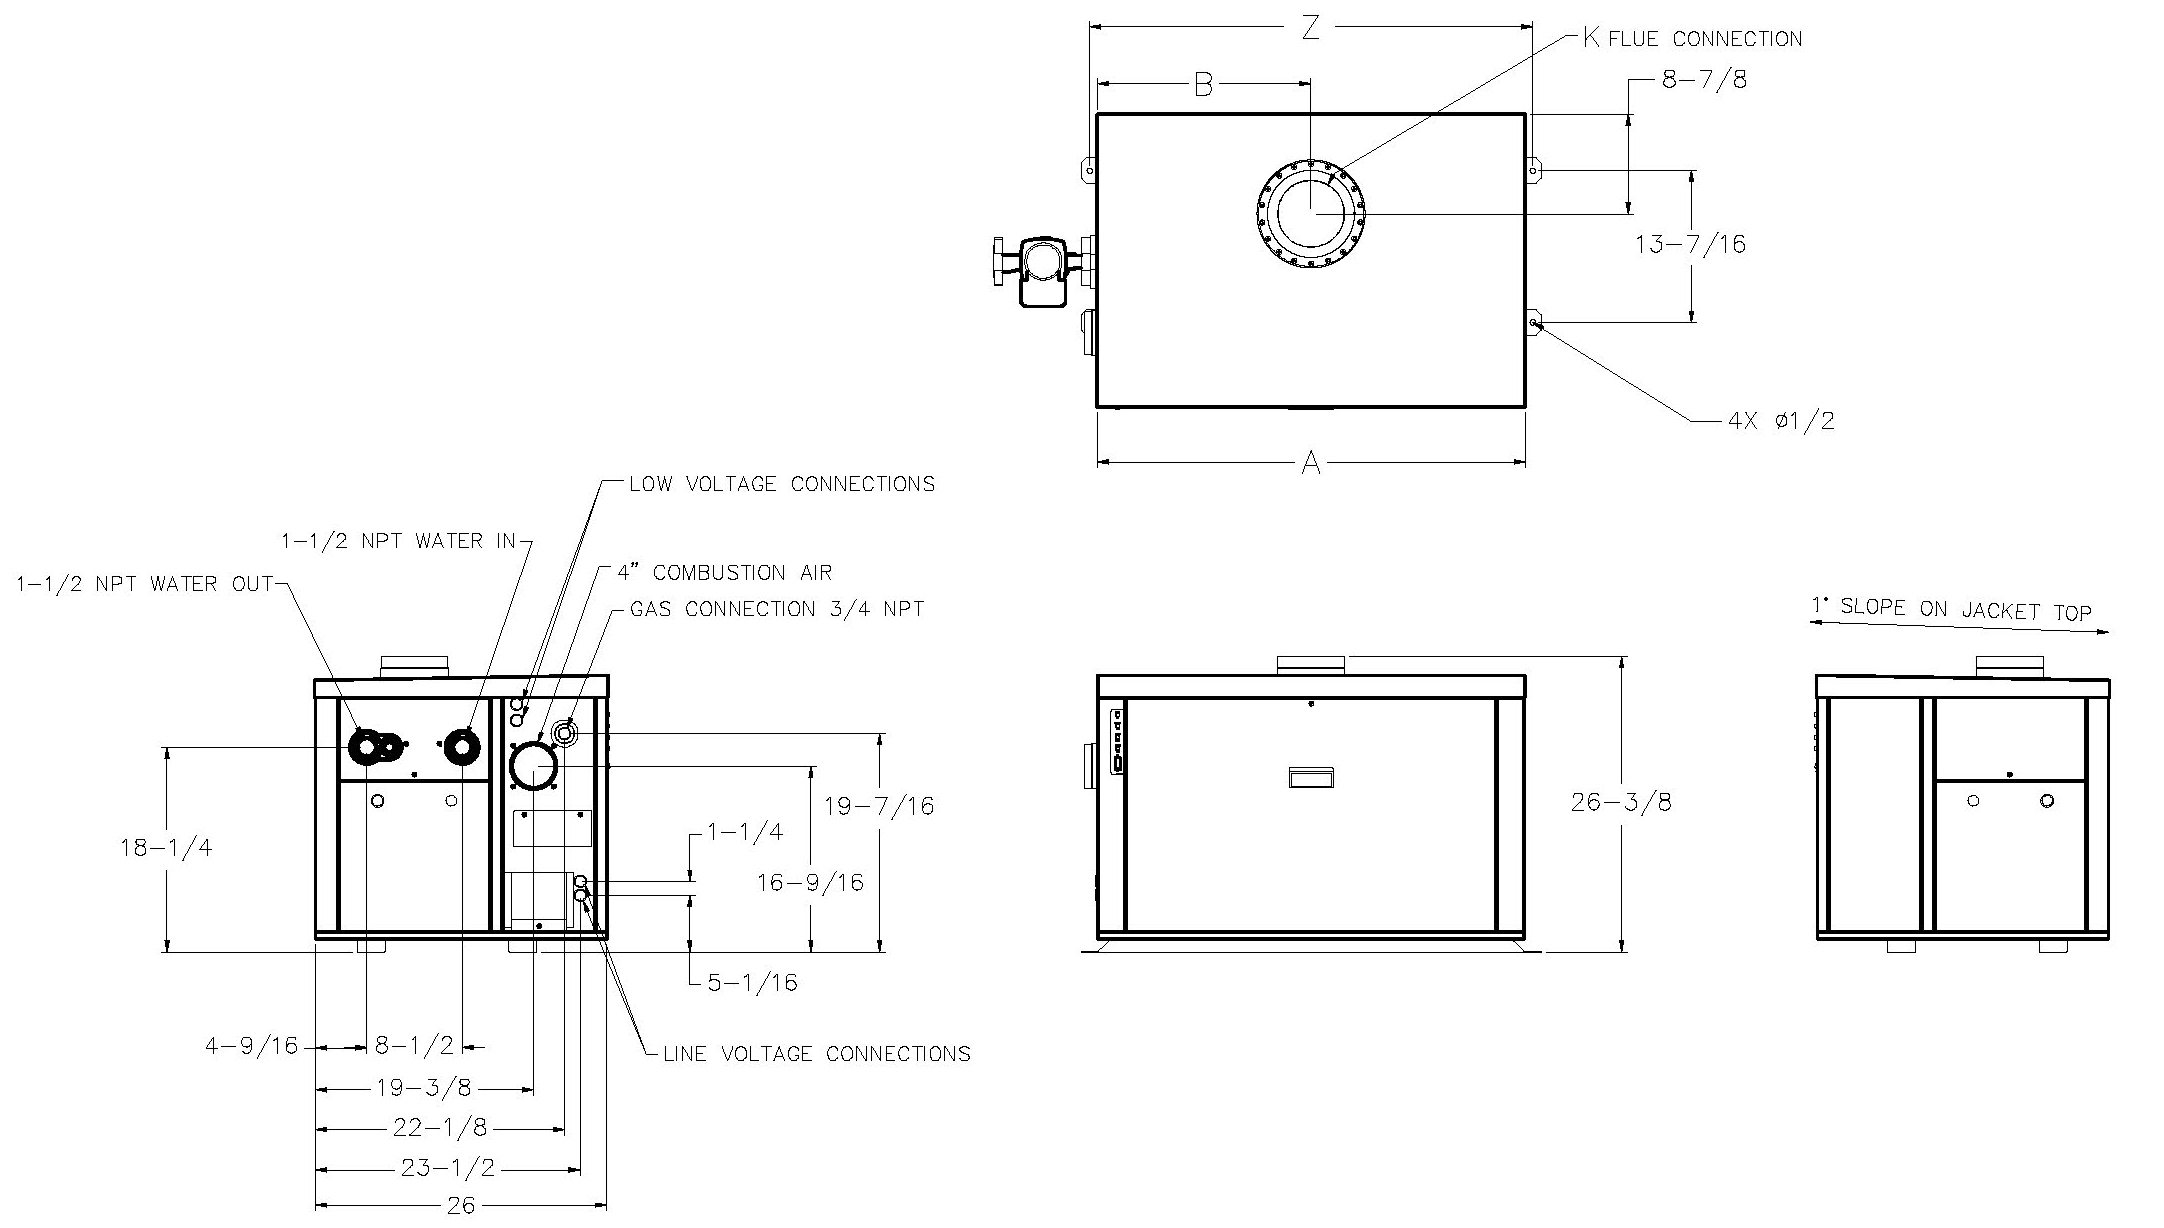 Z
K FLUE CONNECTION
B
8-7/8
13-7/16
4X ø1/2
A
LOW VOLTAGE CONNECTIONS
1-1/2 NPT WATER IN
4" COMBUSTION AIR
1-1/2 NPT WATER OUT
GAS CONNECTION 3/4 NPT
1° SLOPE ON JACKET TOP
19-7/16
26-3/8
1-1/4
18-1/4
16-9/16
5-1/16
4-9/16
8-1/2
LINE VOLTAGE CONNECTIONS
19-3/8
22-1/8
23-1/2
26